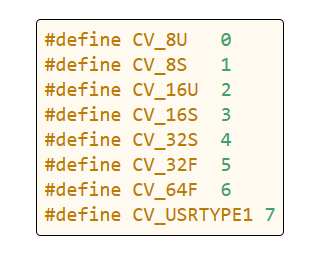 #define CV_8U   0
#define CV_8S   1
#define CV_16U  2
#define CV_16S  3
#define CV_32S  4
#define CV_32F  5
#define CV_64F  6
#define CV_USRTYPE1 7